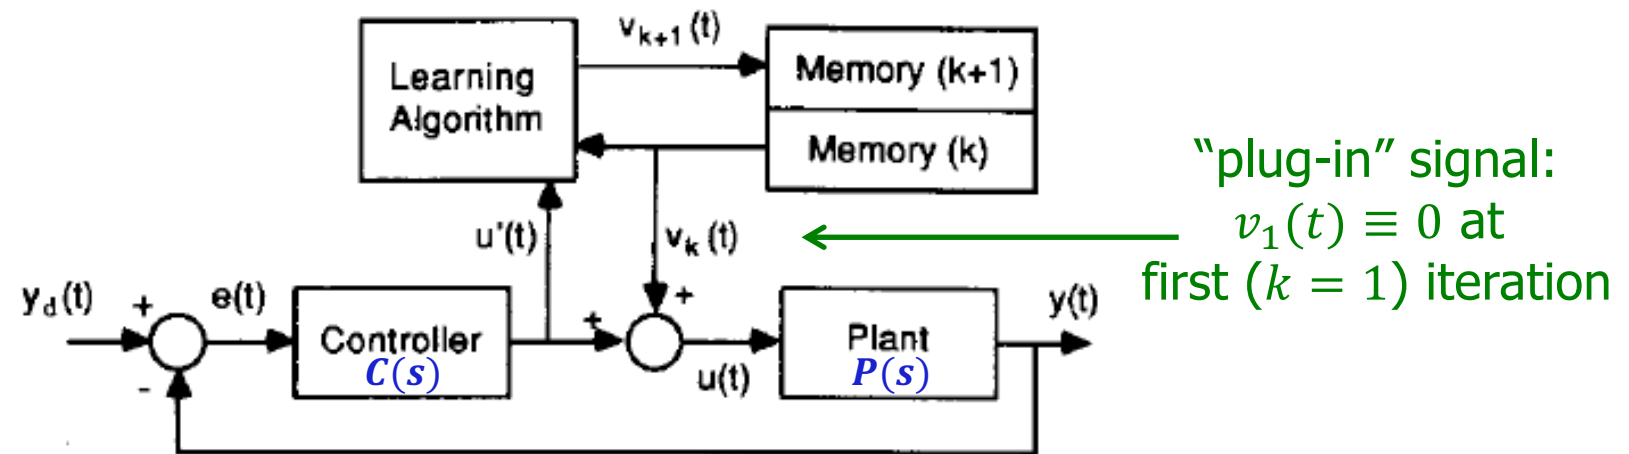 v_{k+1}(t)
Learning
Algorithm
Memory (k+1)
Memory (k)
"plug-in" signal:
v_1(t) ≡ 0 at
first (k = 1) iteration
u'(t)
v_k(t)
y_d(t)
+
e(t)
-
Controller
C(s)
+
+
u(t)
Plant
P(s)
y(t)